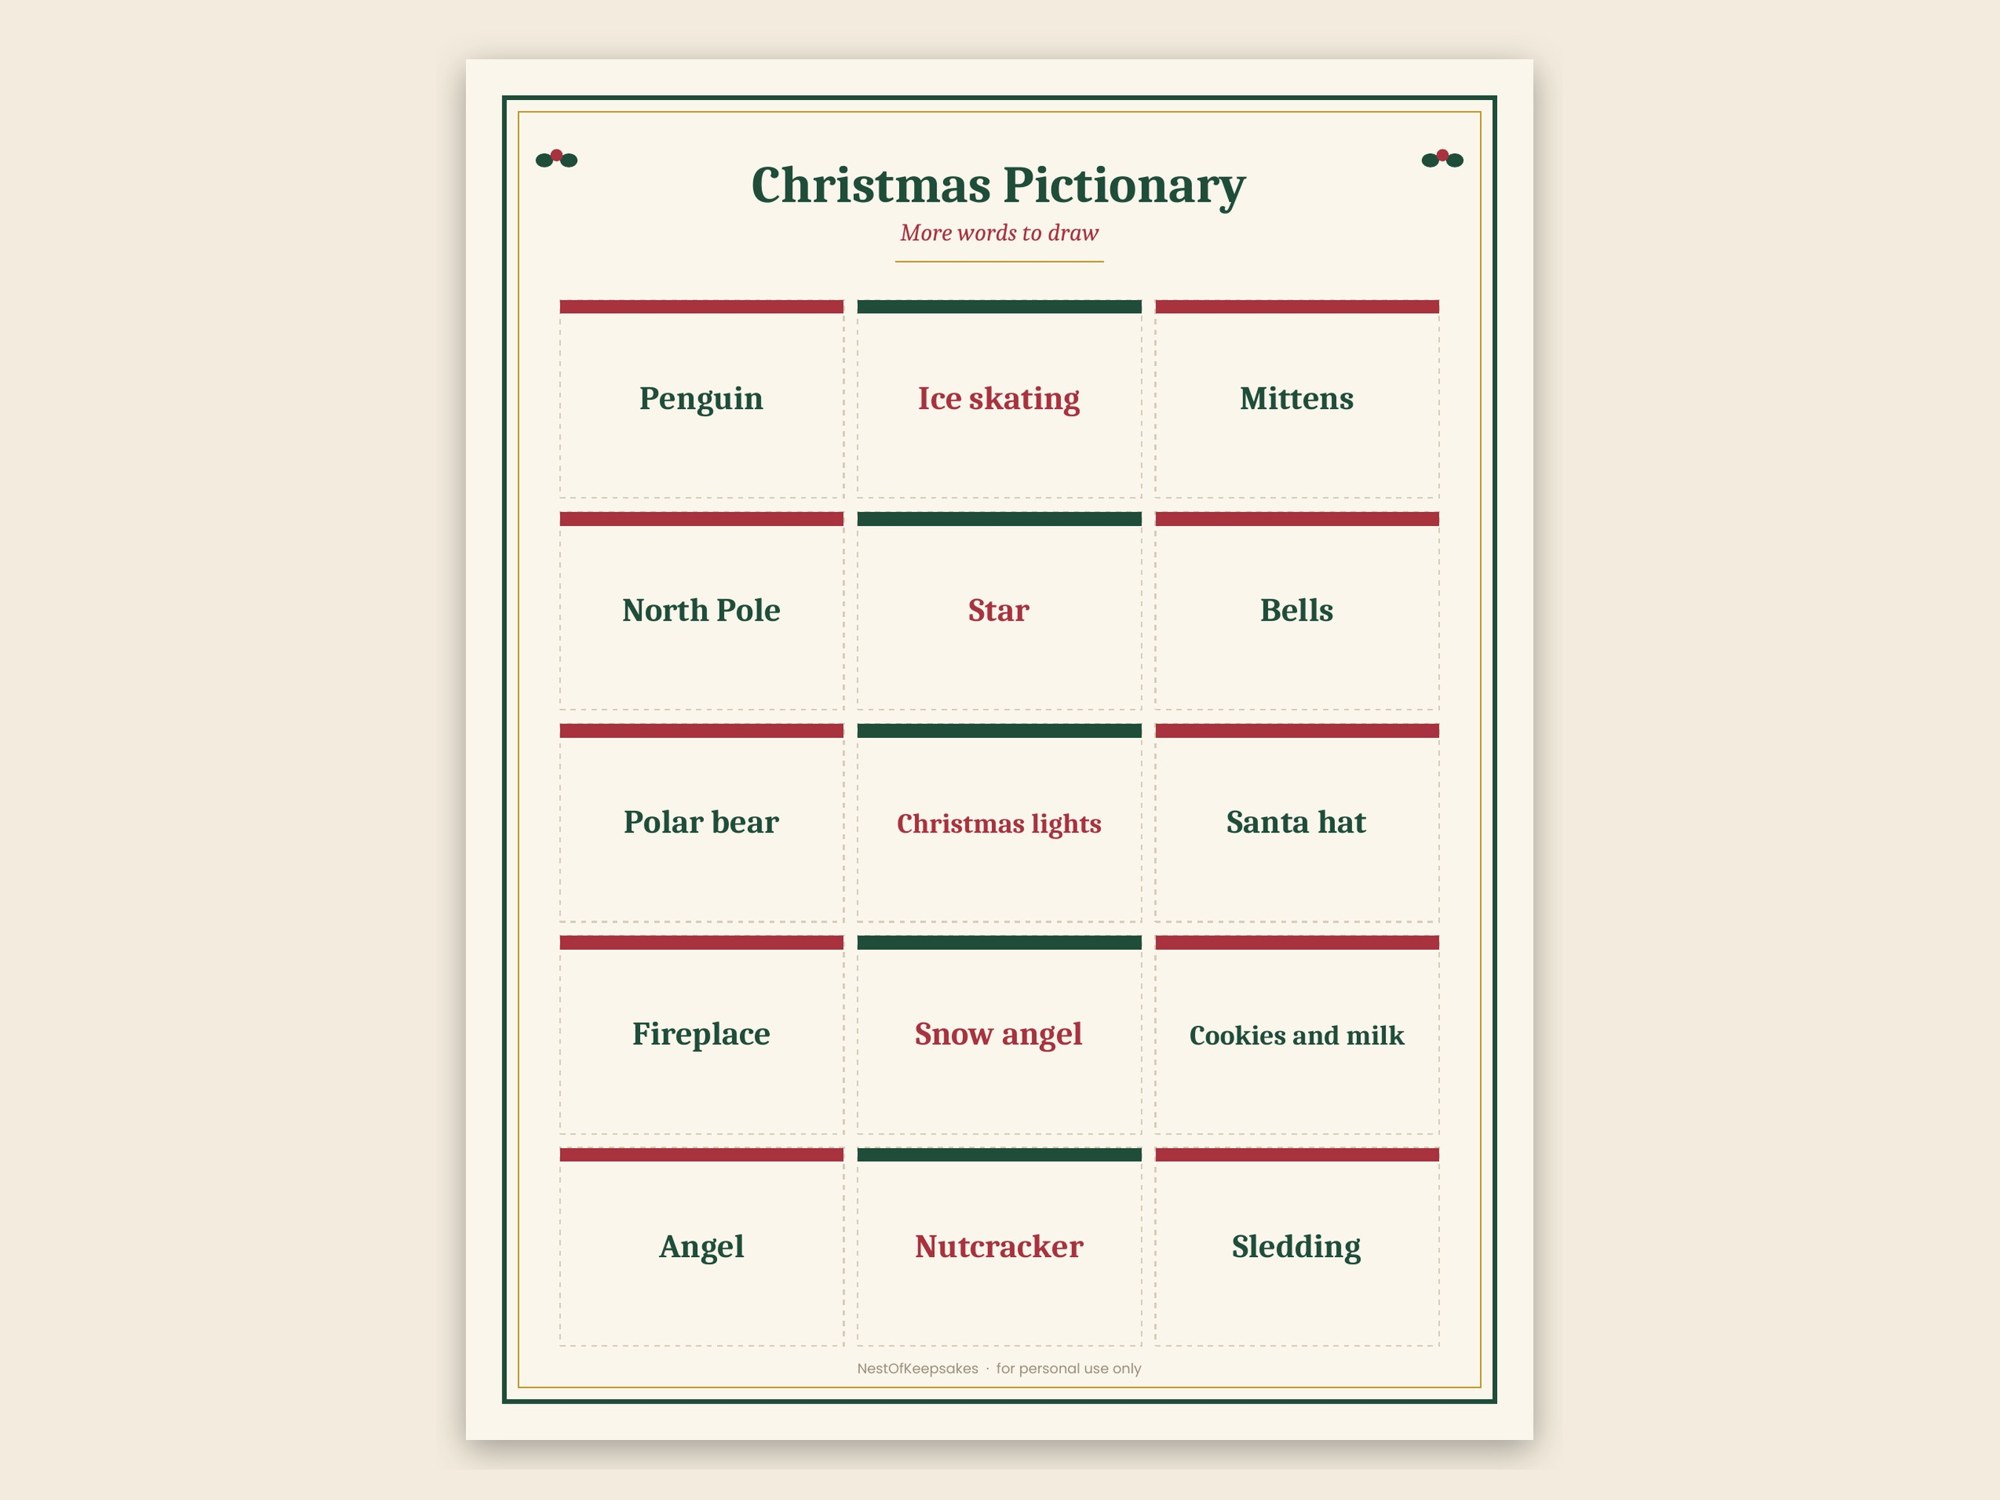 Christmas Pictionary
More words to draw
Penguin
Ice skating
Mittens
North Pole
Star
Bells
Polar bear
Christmas lights
Santa hat
Fireplace
Snow angel
Cookies and milk
Angel
Nutcracker
Sledding
NestOfKeepsakes · for personal use only